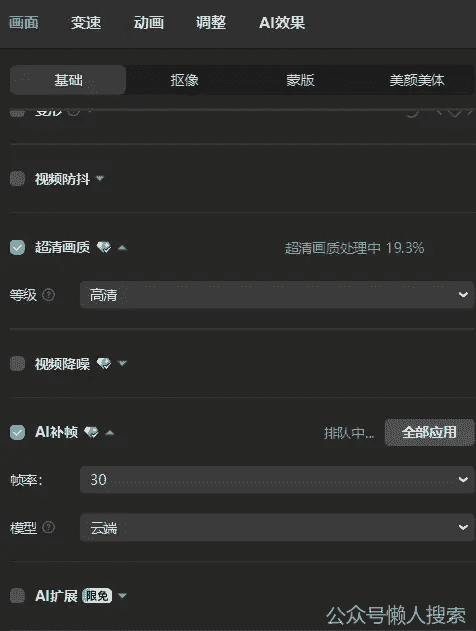 画面 变速 动画 调整 AI效果
基础 抠像 蒙版 美颜美体
变形
视频防抖
超清画质 超清画质处理中 19.3%
等级 高清
视频降噪
AI补帧 排队中... 全部应用
帧率: 30
模型 云端
AI扩展 限免
公众号懒人搜索